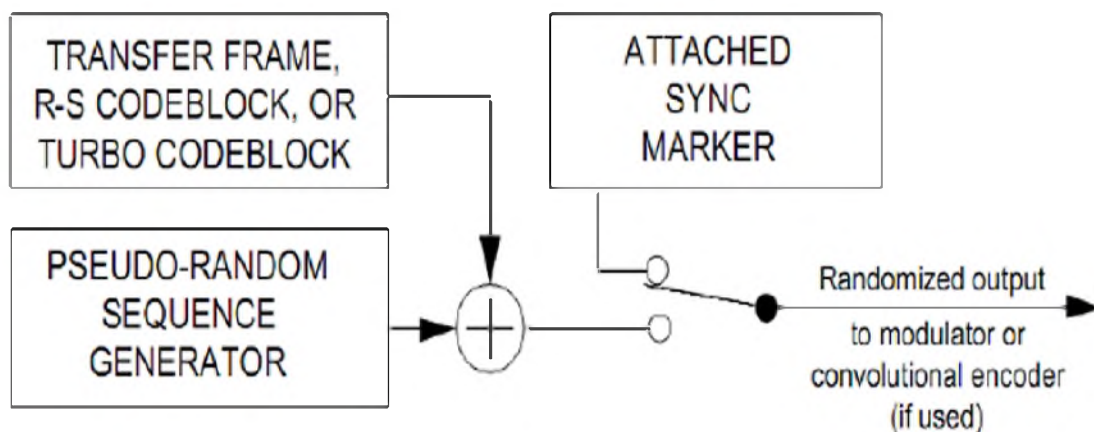 TRANSFER FRAME,
R-S CODEBLOCK, OR
TURBO CODEBLOCK
ATTACHED
SYNC
MARKER
PSEUDO-RANDOM
SEQUENCE
GENERATOR
Randomized output
to modulator or
convolutional encoder
(if used)